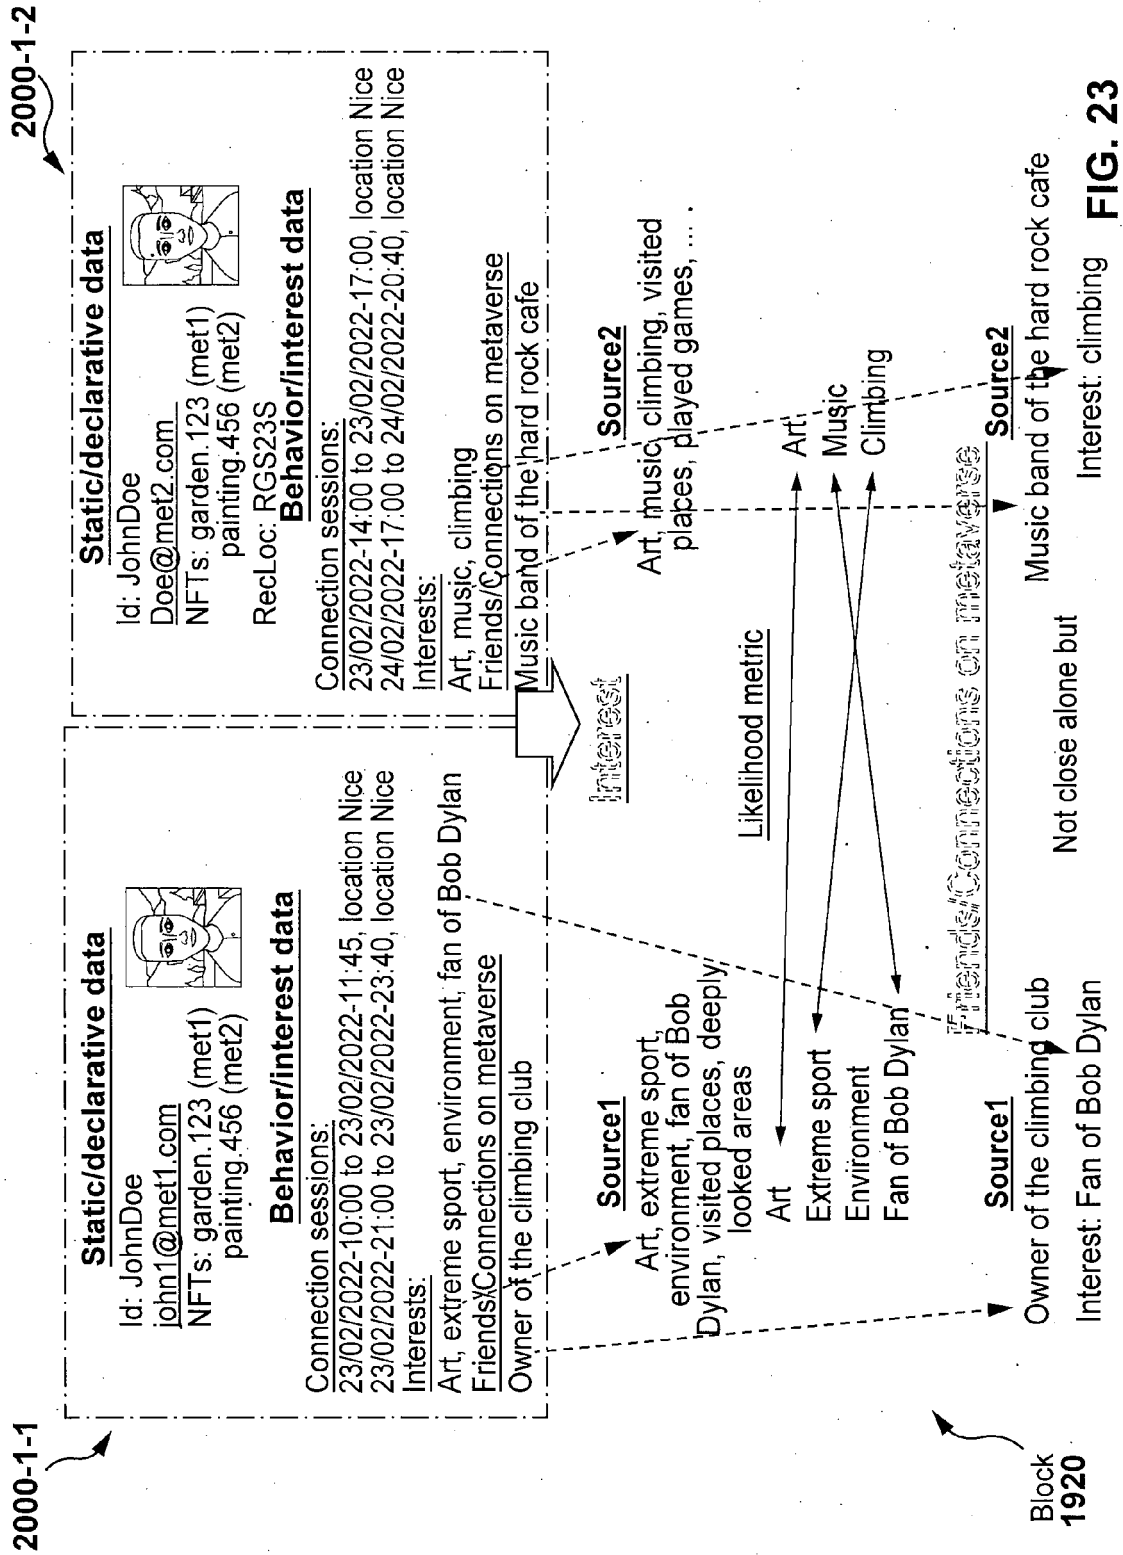 2000-1-1
Static/declarative data
Id: JohnDoe
john1@met1.com
NFTs: garden.123 (met1)
painting.456 (met2)
Behavior/interest data
Connection sessions:
23/02/2022-10:00 to 23/02/2022-11:45, location Nice
23/02/2022-21:00 to 23/02/2022-23:40, location Nice
Interests:
Art, extreme sport, environment, fan of Bob Dylan
Friends/Connections on metaverse
Owner of the climbing club
2000-1-2
Static/declarative data
Id: JohnDoe
Doe@met2.com
NFTs: garden.123 (met1)
painting.456 (met2)
RecLoc: RGS23S
Behavior/interest data
Connection sessions:
23/02/2022-14:00 to 23/02/2022-17:00, location Nice
24/02/2022-17:00 to 24/02/2022-20:40, location Nice
Interests:
Art, music, climbing
Friends/Connections on metaverse
Music band of the hard rock cafe
Interest
Source1
Art, extreme sport,
environment, fan of Bob
Dylan, visited places, deeply
looked areas
Source2
Art, music, climbing, visited
places, played games, ... .
Likelihood metric
Art
Extreme sport
Environment
Fan of Bob Dylan
Art
Music
Climbing
Friends/Connections on metaverse
Source1
Owner of the climbing club
Interest: Fan of Bob Dylan
Not close alone but
Source2
Music band of the hard rock cafe
Interest: climbing
Block
1920
FIG. 23